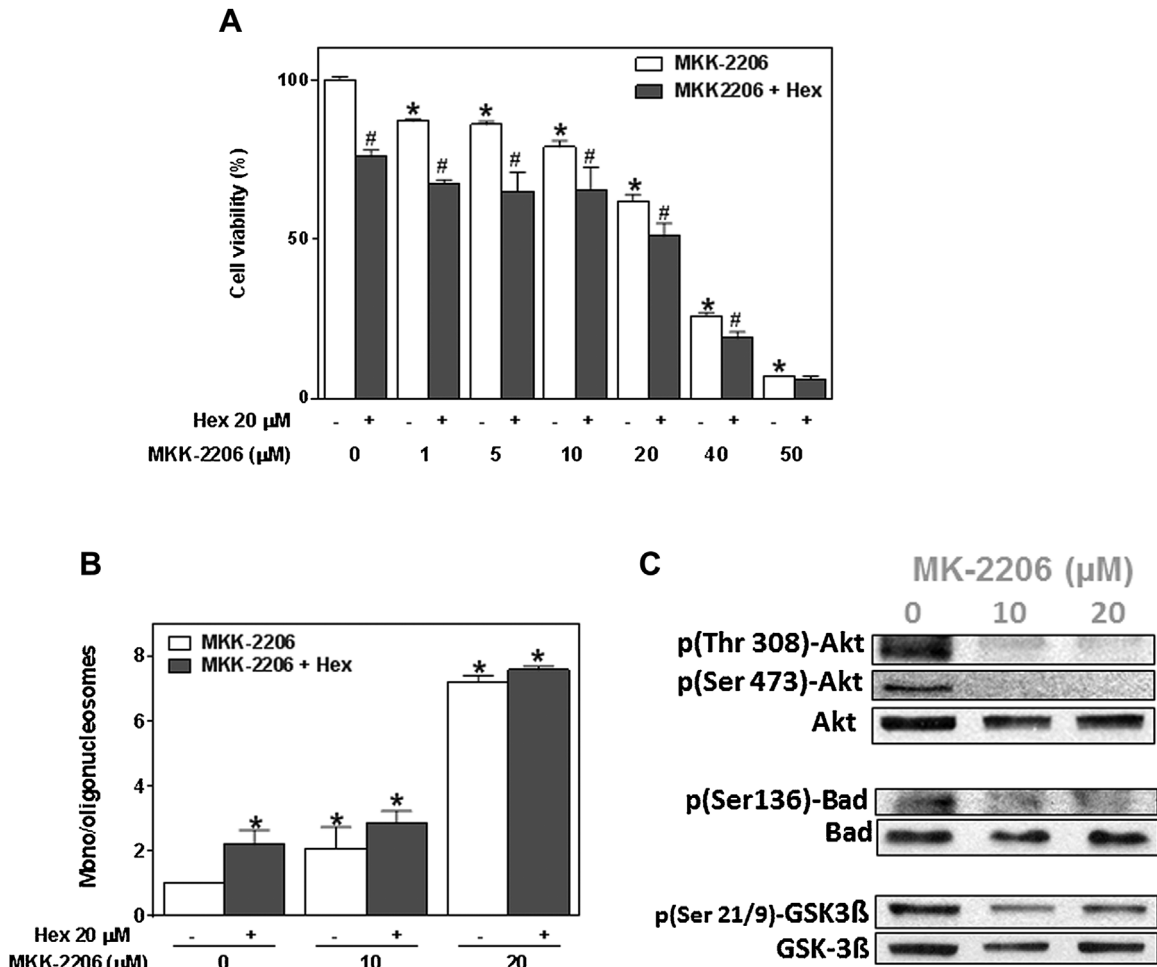 A
MKK-2206
MKK2206 + Hex
100
50
0
Cell viability (%)
* * * * * * *
# # # # # #
Hex 20 µM - + - + - + - + - + - + - +
MKK-2206 (µM) 0 1 5 10 20 40 50
B
MKK-2206
MKK-2206 + Hex
8
6
4
2
0
Mono/oligonucleosomes
* * * * *
Hex 20 µM - + - + - +
MKK-2206 (µM) 0 10 20
C
MK-2206 (µM)
0 10 20
p(Thr 308)-Akt
p(Ser 473)-Akt
Akt
p(Ser136)-Bad
Bad
p(Ser 21/9)-GSK3ß
GSK-3ß